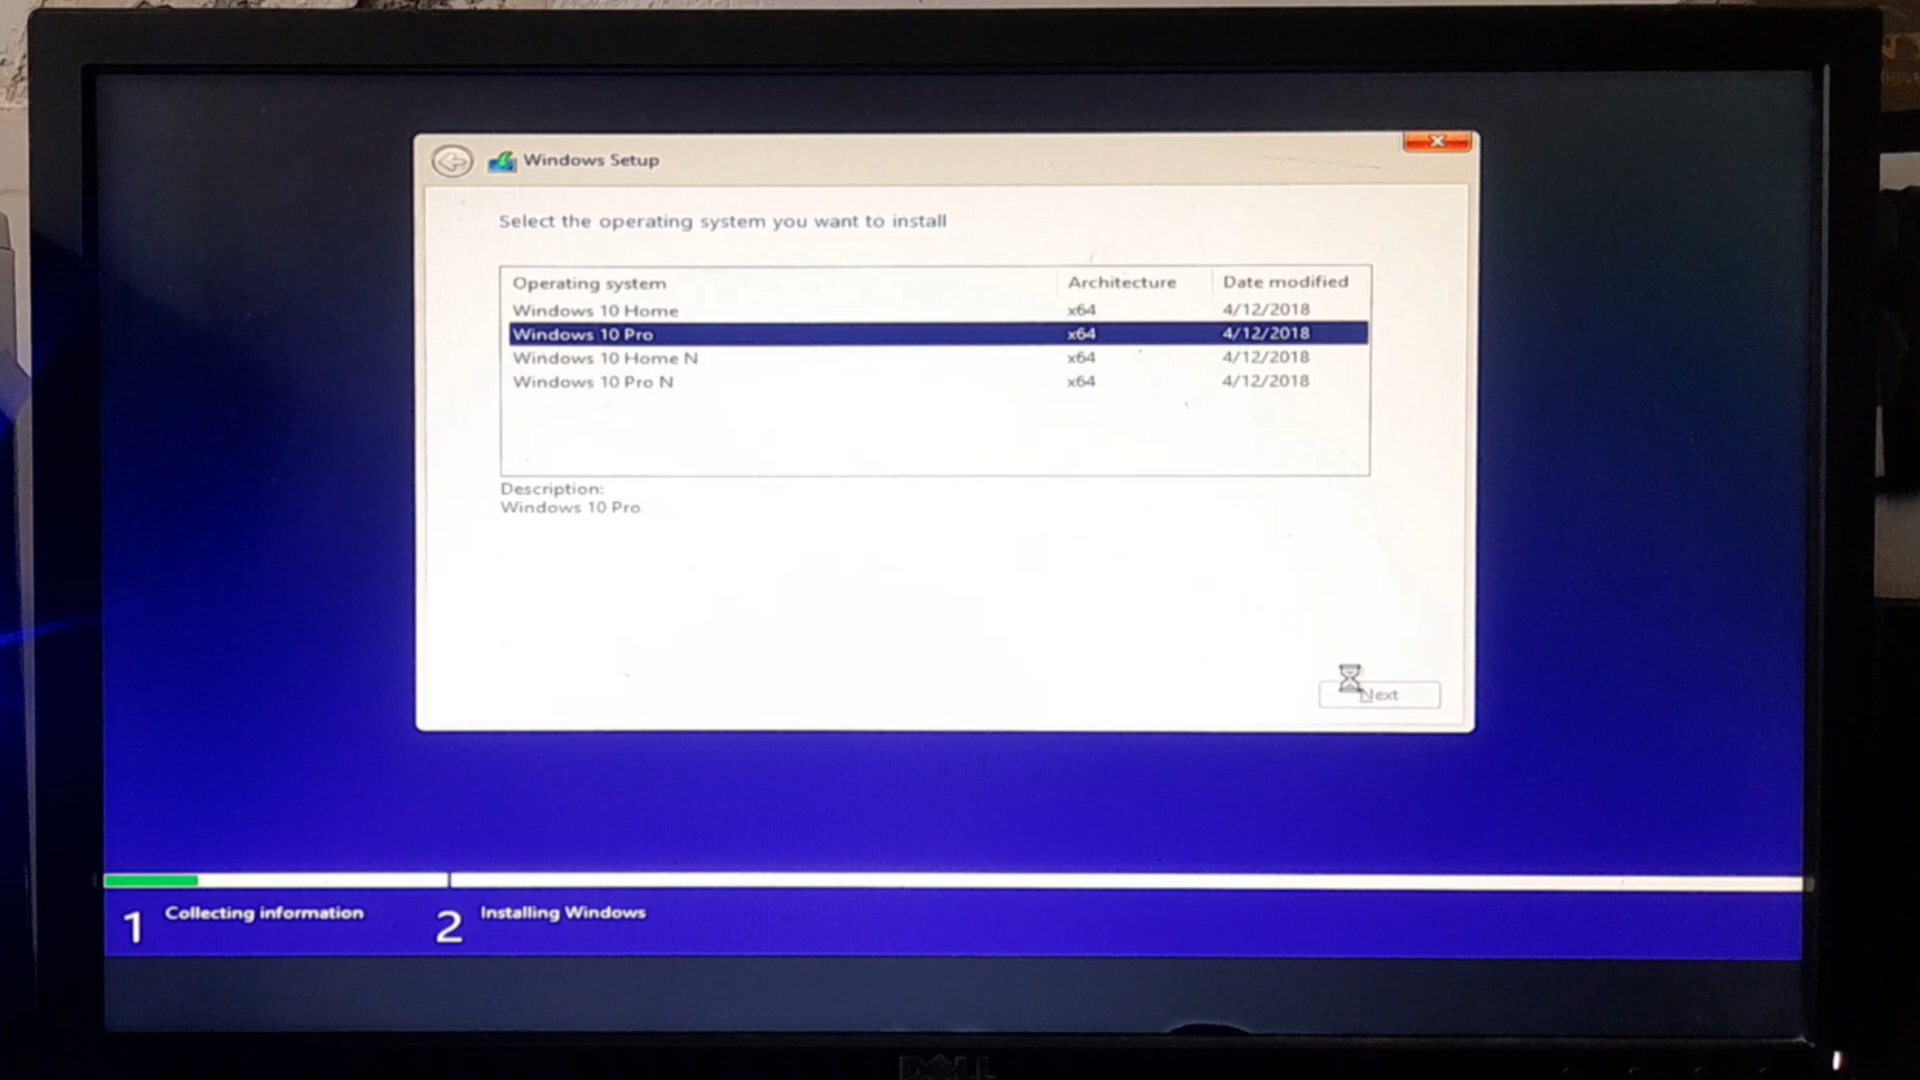 Windows Setup
Select the operating system you want to install
Operating system Architecture Date modified
Windows 10 Home x64 4/12/2018
Windows 10 Pro x64 4/12/2018
Windows 10 Home N x64 4/12/2018
Windows 10 Pro N x64 4/12/2018
Description:
Windows 10 Pro
Next
1 Collecting information 2 Installing Windows
DELL